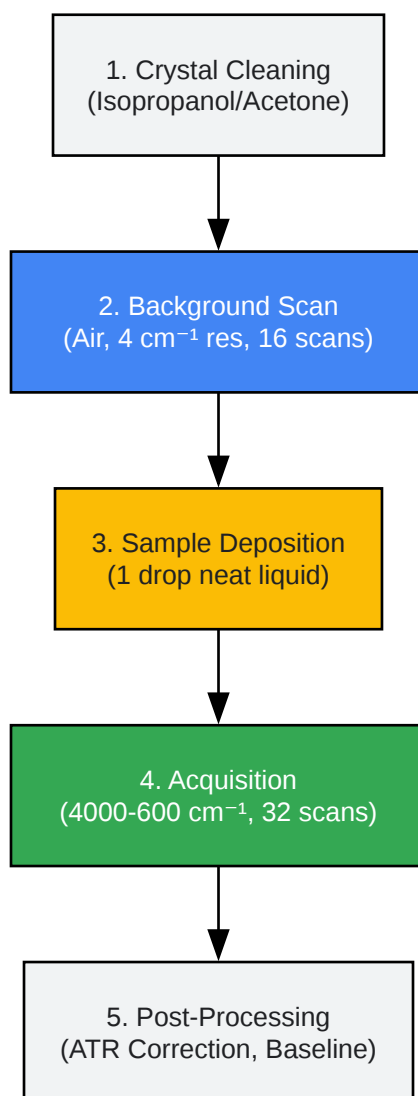 1. Crystal Cleaning
(Isopropanol/Acetone)
2. Background Scan
(Air, 4 cm⁻¹ res, 16 scans)
3. Sample Deposition
(1 drop neat liquid)
4. Acquisition
(4000-600 cm⁻¹, 32 scans)
5. Post-Processing
(ATR Correction, Baseline)